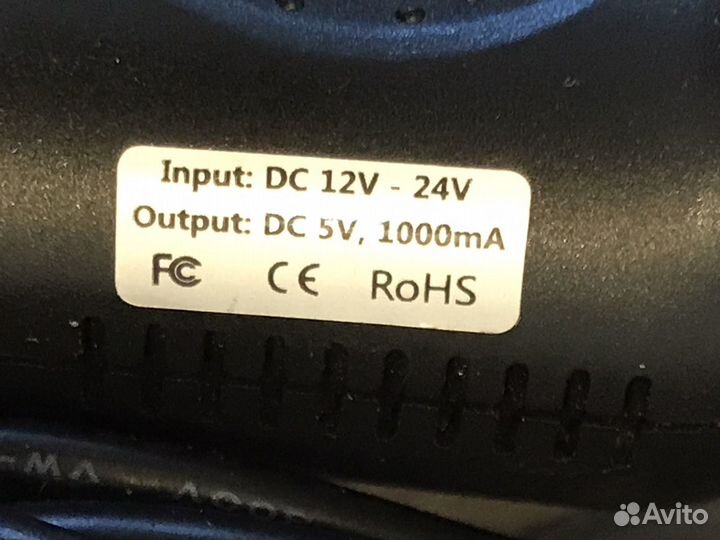 Input: DC 12V - 24V
Output: DC 5V, 1000mA
FC CE RoHS
Avito